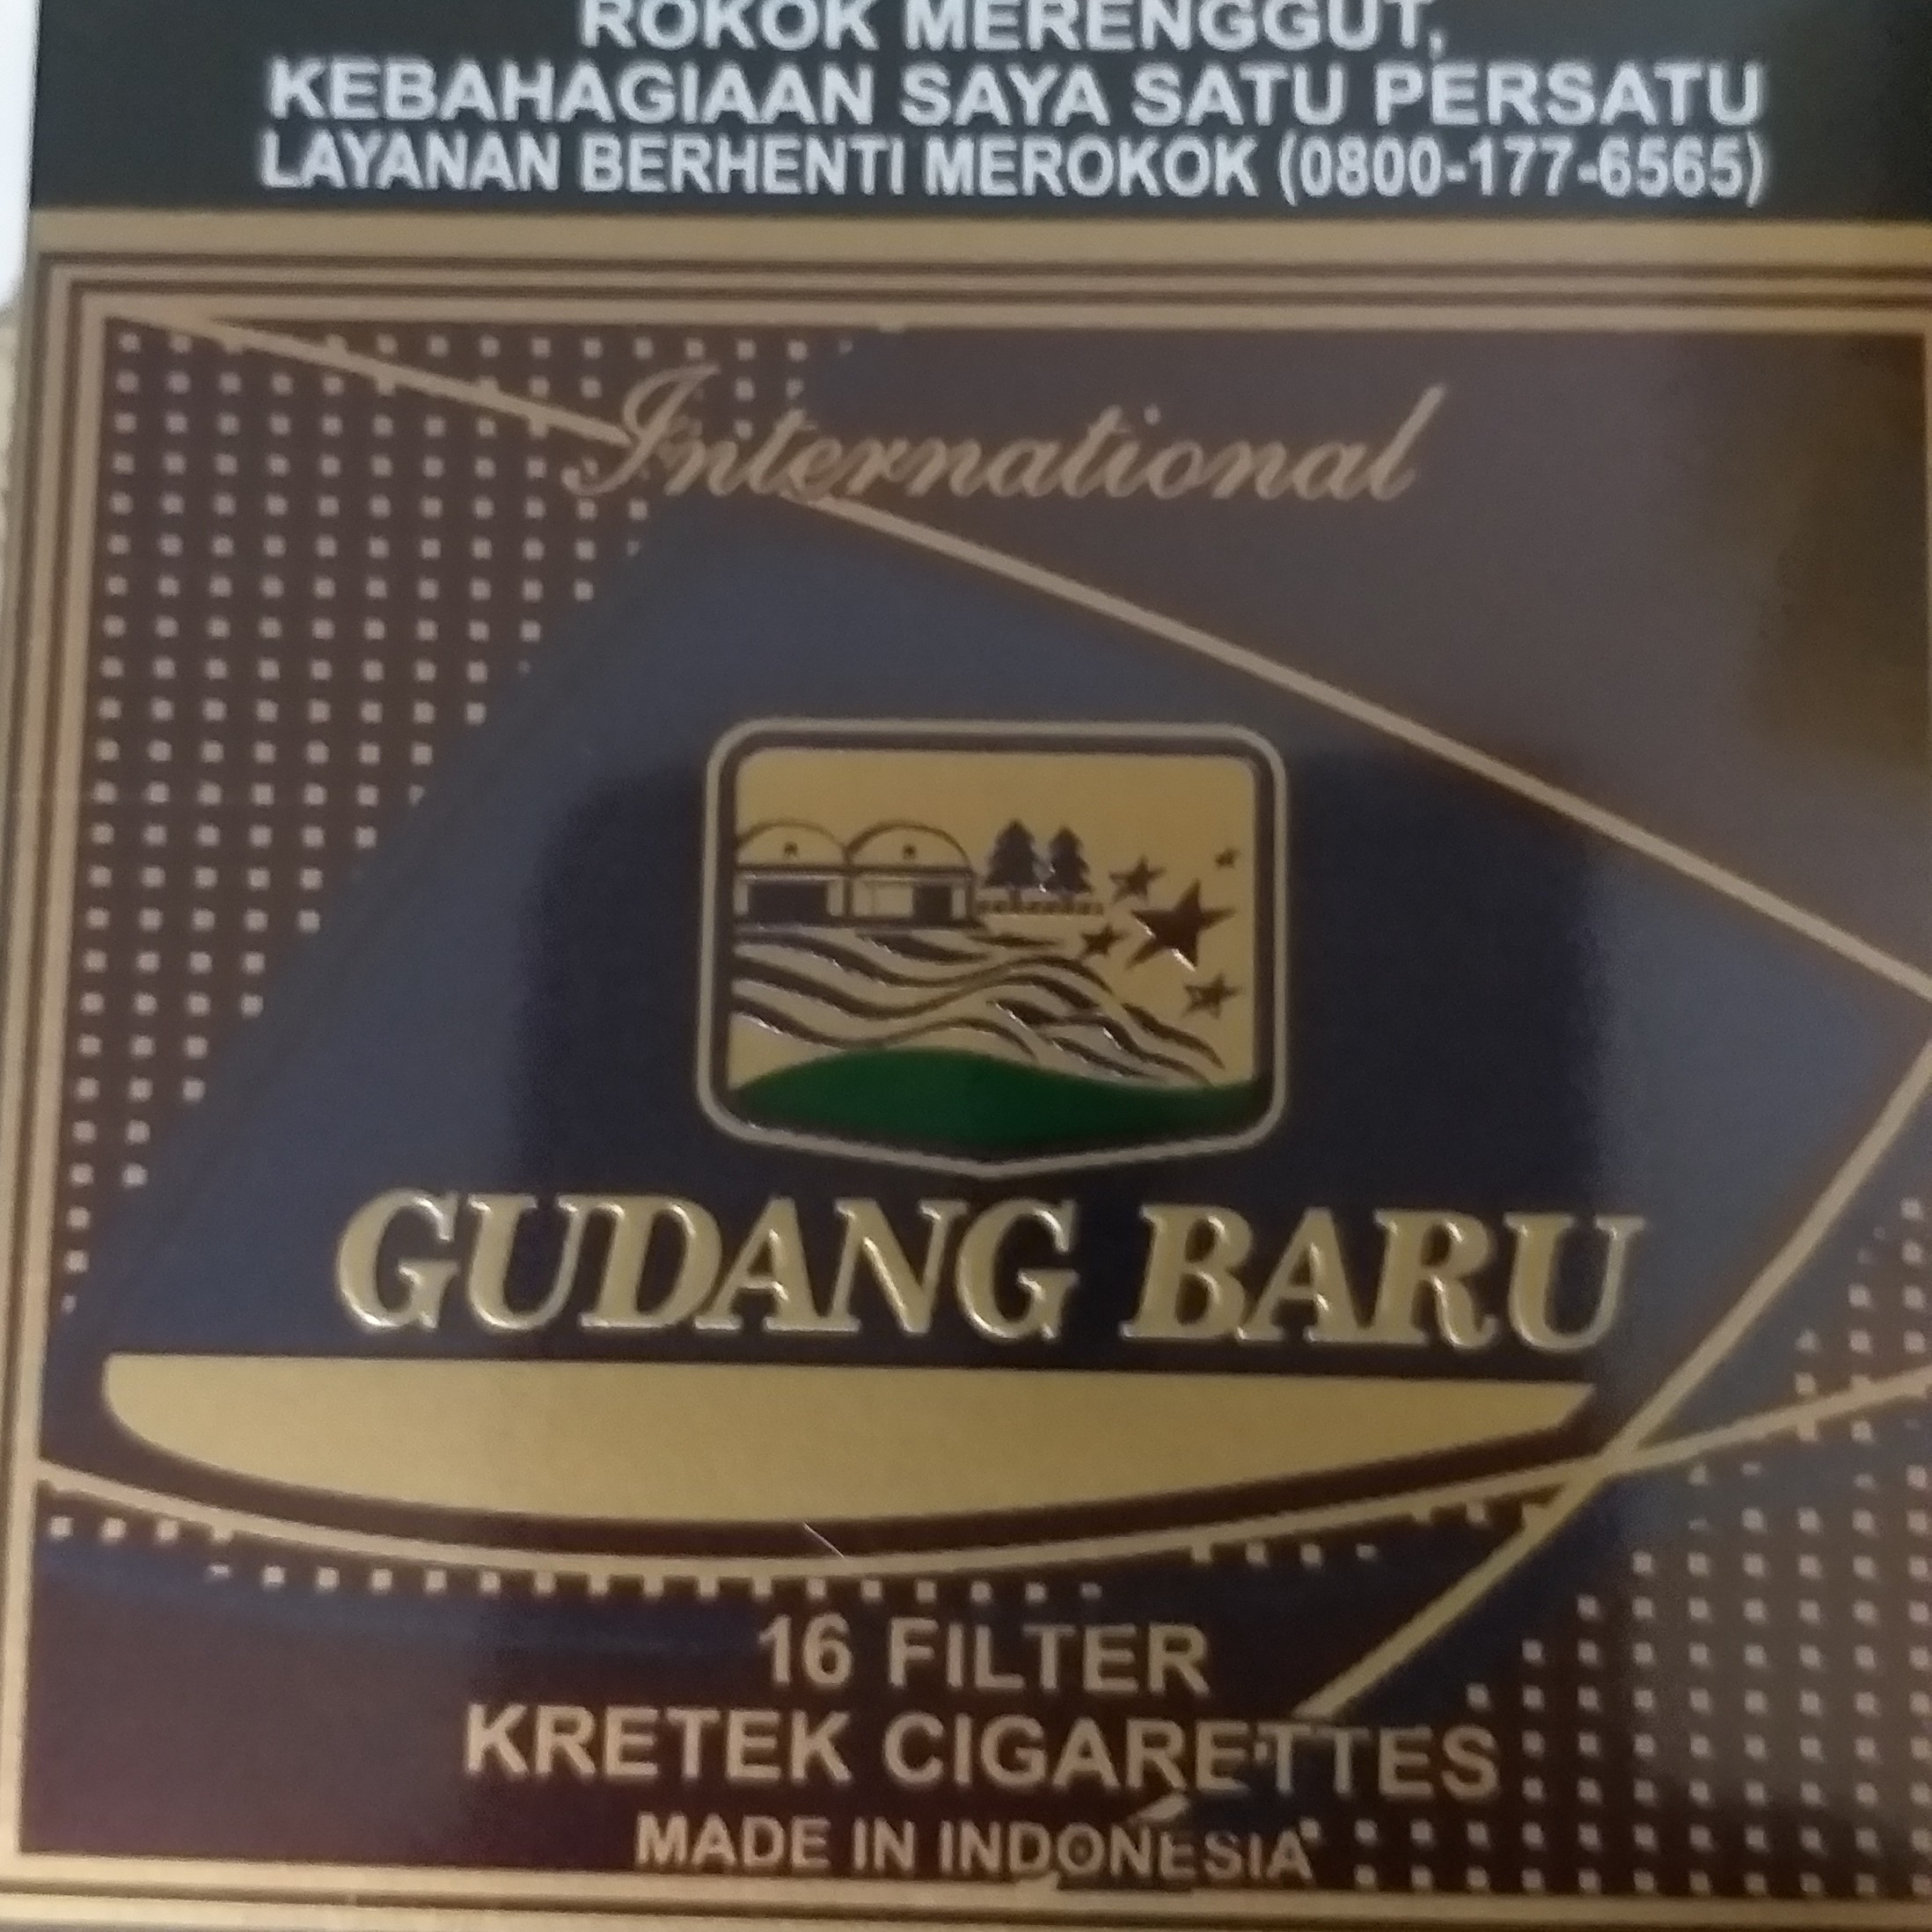 ROKOK MERENGGUT,
KEBAHAGIAAN SAYA SATU PERSATU
LAYANAN BERHENTI MEROKOK (0800-177-6565)
International
GUDANG BARU
16 FILTER
KRETEK CIGARETTES
MADE IN INDONESIA